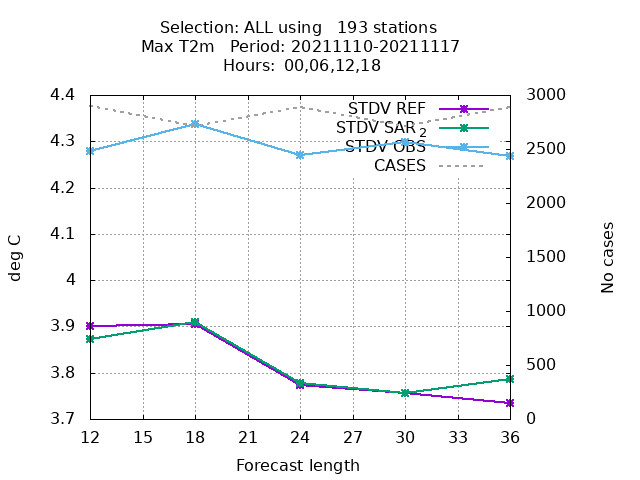 Selection: ALL using   193 stations
Max T2m   Period: 20211110-20211117
Hours:  00,06,12,18
4.4
4.3
4.2
4.1
4
3.9
3.8
3.7
3000
2500
2000
1500
1000
500
0
deg C
No cases
STDV REF
STDV SAR2
STDV OBS
CASES
12 15 18 21 24 27 30 33 36
Forecast length